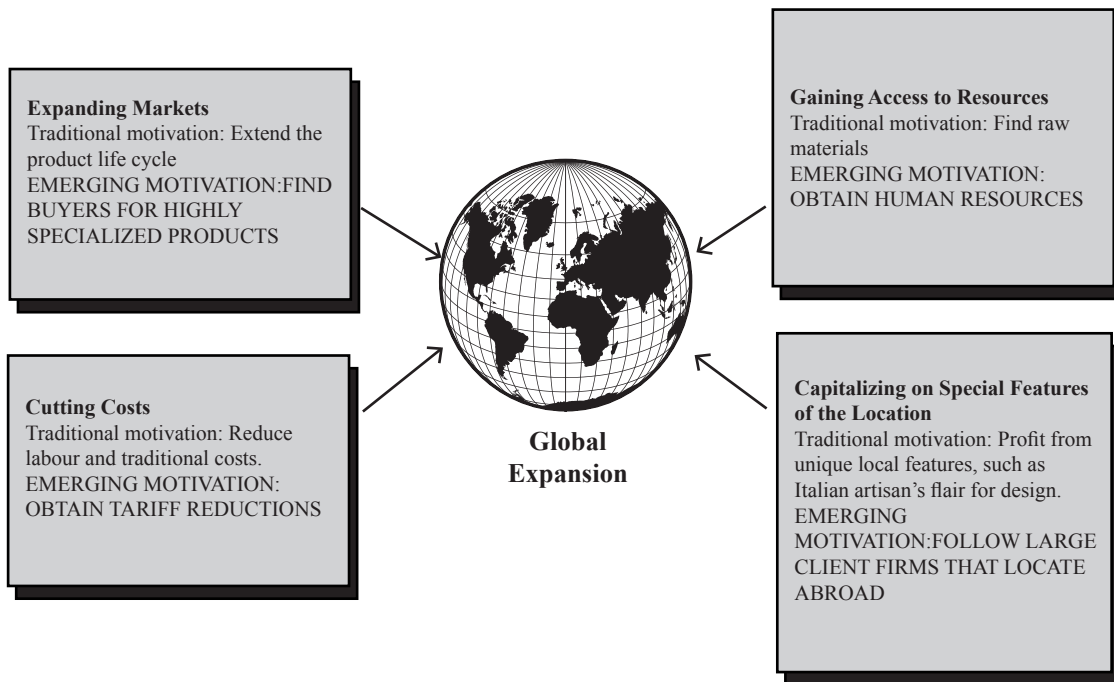 Expanding Markets
Traditional motivation: Extend the
product life cycle
EMERGING MOTIVATION:FIND
BUYERS FOR HIGHLY
SPECIALIZED PRODUCTS
Gaining Access to Resources
Traditional motivation: Find raw
materials
EMERGING MOTIVATION:
OBTAIN HUMAN RESOURCES
Cutting Costs
Traditional motivation: Reduce
labour and traditional costs.
EMERGING MOTIVATION:
OBTAIN TARIFF REDUCTIONS
Global
Expansion
Capitalizing on Special Features
of the Location
Traditional motivation: Profit from
unique local features, such as
Italian artisan’s flair for design.
EMERGING
MOTIVATION:FOLLOW LARGE
CLIENT FIRMS THAT LOCATE
ABROAD